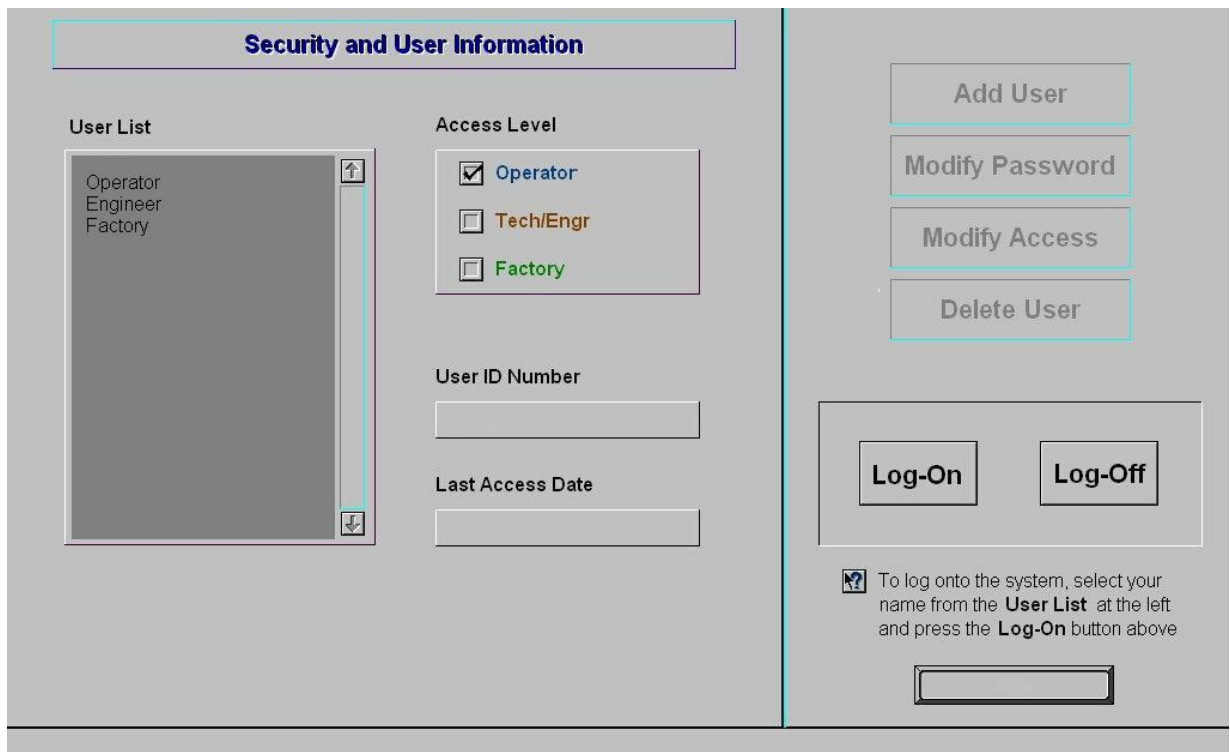 Security and User Information
User List
Operator
Engineer
Factory
Access Level
Operator
Tech/Engr
Factory
User ID Number
Last Access Date
Add User
Modify Password
Modify Access
Delete User
Log-On
Log-Off
To log onto the system, select your
name from the User List at the left
and press the Log-On button above